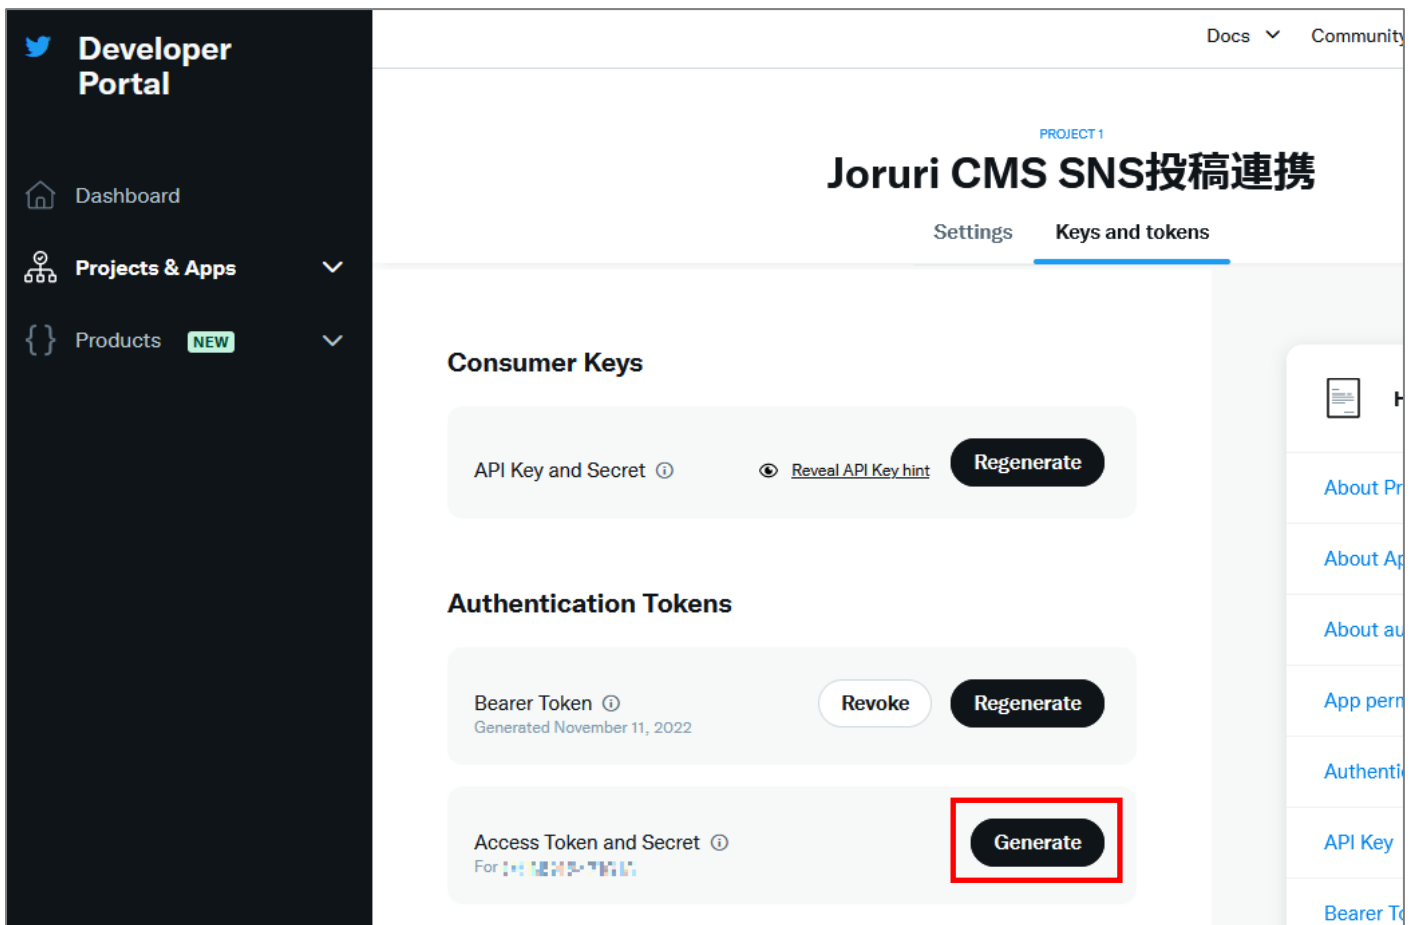 Developer
Portal
Docs
Community
Dashboard
Projects & Apps
Products NEW
PROJECT 1
Joruri CMS SNS投稿連携
Settings Keys and tokens
Consumer Keys
API Key and Secret Reveal API Key hint Regenerate
Authentication Tokens
Bearer Token Revoke Regenerate
Generated November 11, 2022
Access Token and Secret Generate
For
About
About
About
App
API Key
Bearer